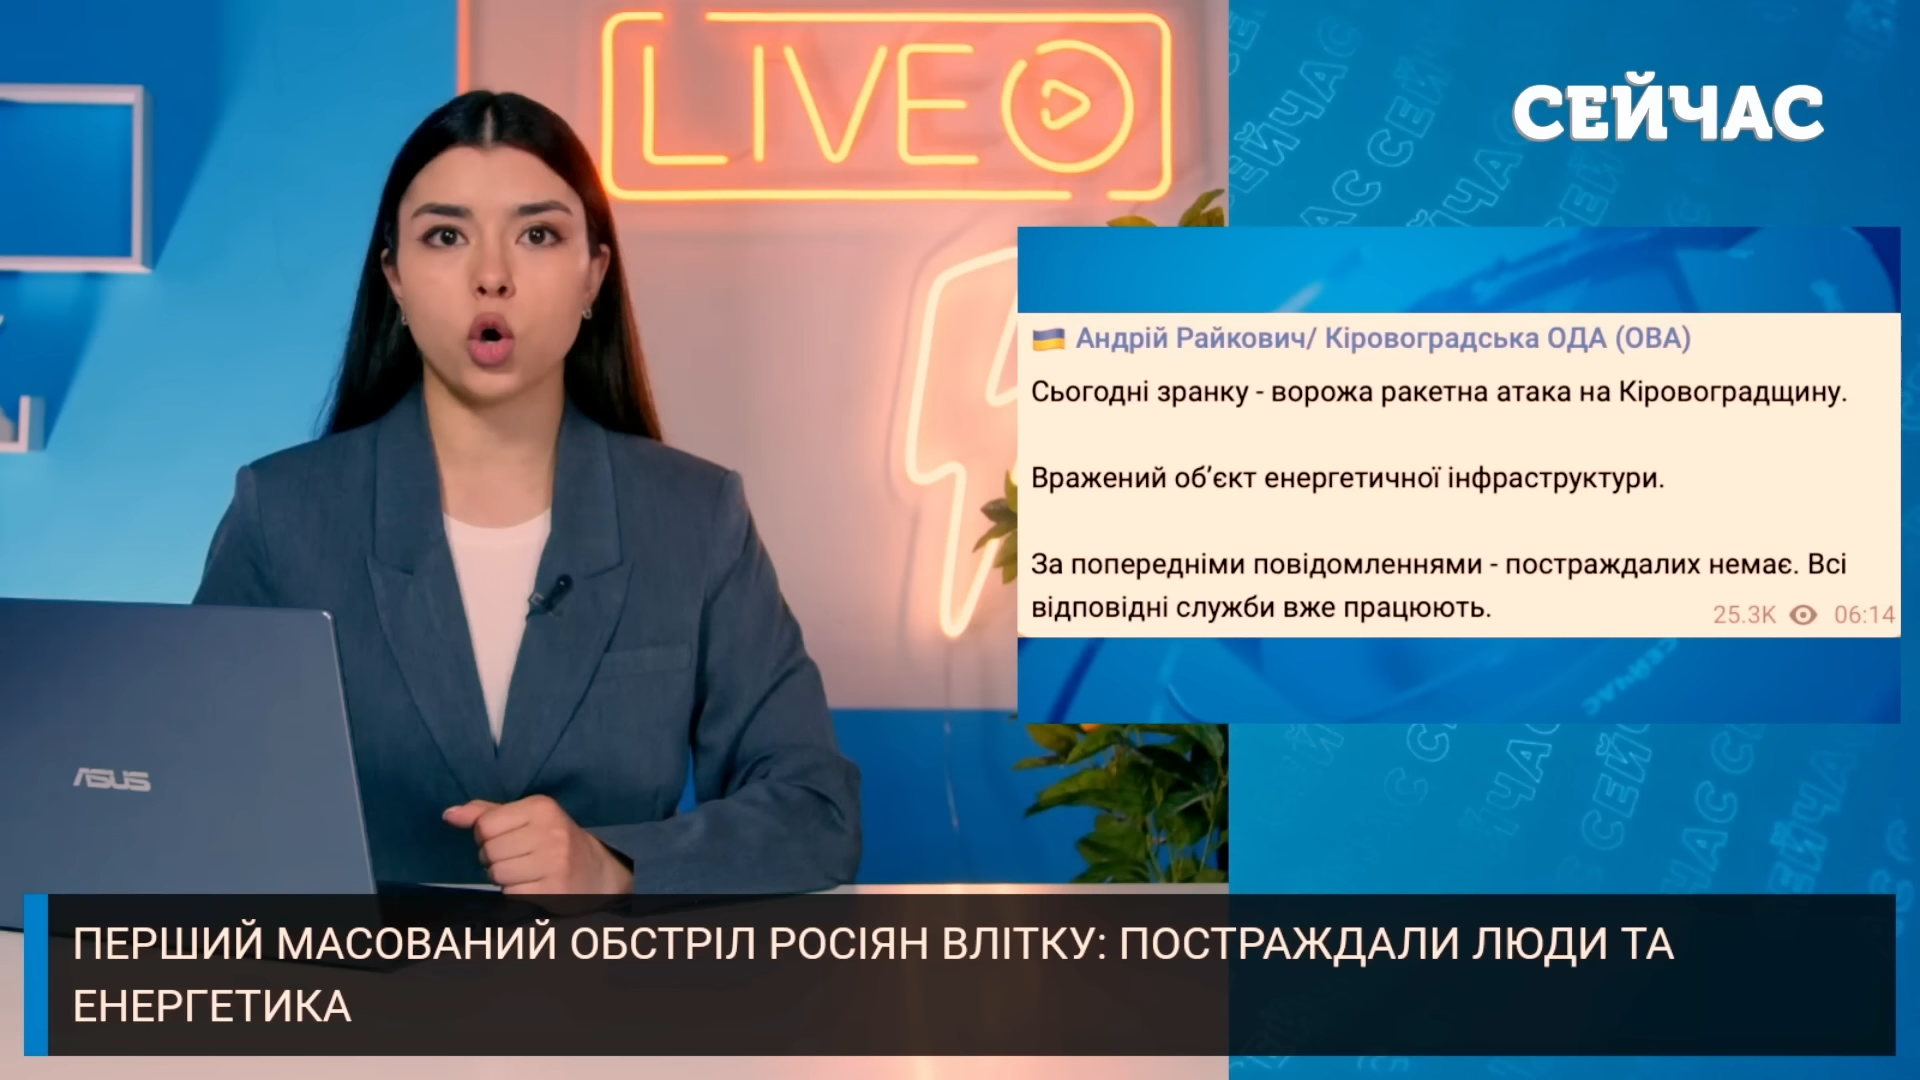 LIVE
СЕЙЧАС
🇺🇦 Андрій Райкович/ Кіровоградська ОДА (ОВА)
Сьогодні зранку - ворожа ракетна атака на Кіровоградщину.
Вражений об’єкт енергетичної інфраструктури.
За попередніми повідомленнями - постраждалих немає. Всі
відповідні служби вже працюють.
25.3K 06:14
ASUS
ПЕРШИЙ МАСОВАНИЙ ОБСТРІЛ РОСІЯН ВЛІТКУ: ПОСТРАЖДАЛИ ЛЮДИ ТА
ЕНЕРГЕТИКА